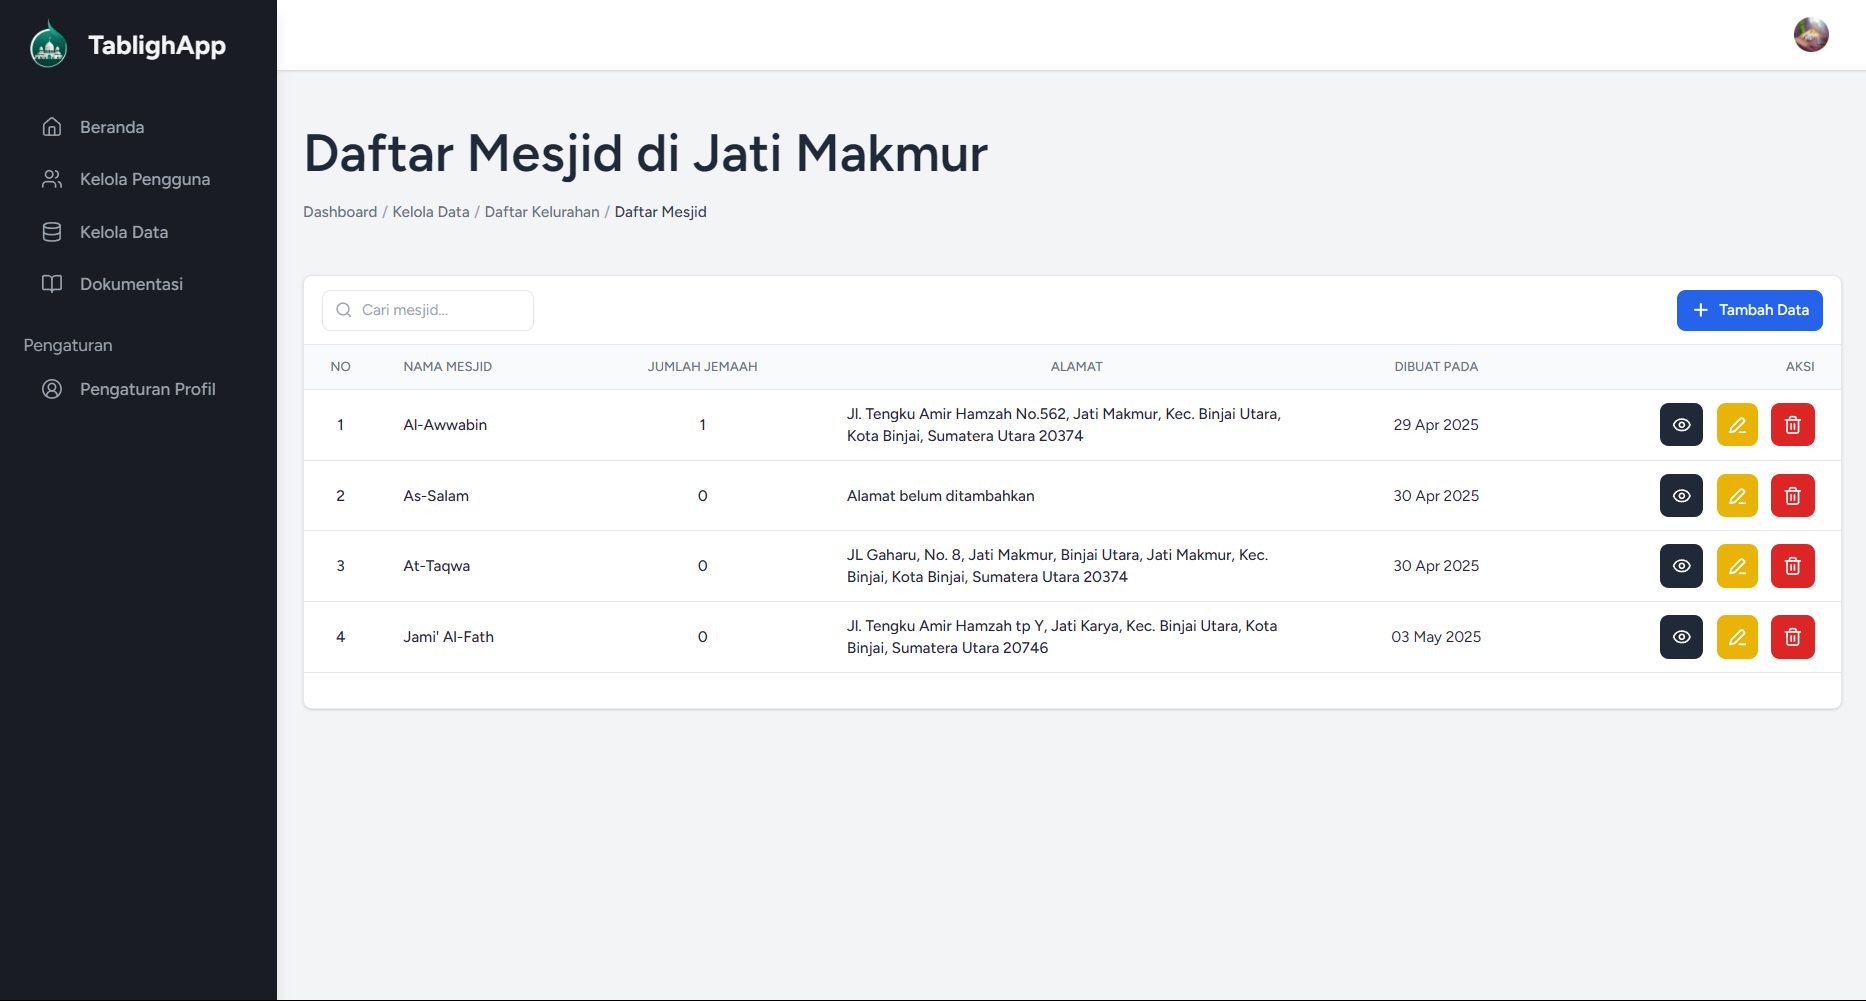 TablighApp
Beranda
Kelola Pengguna
Kelola Data
Dokumentasi
Pengaturan
Pengaturan Profil
Daftar Mesjid di Jati Makmur
Dashboard / Kelola Data / Daftar Kelurahan / Daftar Mesjid
Cari mesjid...
Tambah Data
NO NAMA MESJID JUMLAH JEMAAH ALAMAT DIBUAT PADA AKSI
1 Al-Awwabin 1 Jl. Tengku Amir Hamzah No.562, Jati Makmur, Kec. Binjai Utara,
Kota Binjai, Sumatera Utara 20374 29 Apr 2025
2 As-Salam 0 Alamat belum ditambahkan 30 Apr 2025
3 At-Taqwa 0 JL Gaharu, No. 8, Jati Makmur, Binjai Utara, Jati Makmur, Kec.
Binjai, Kota Binjai, Sumatera Utara 20374 30 Apr 2025
4 Jami' Al-Fath 0 Jl. Tengku Amir Hamzah tp Y, Jati Karya, Kec. Binjai Utara, Kota
Binjai, Sumatera Utara 20746 03 May 2025